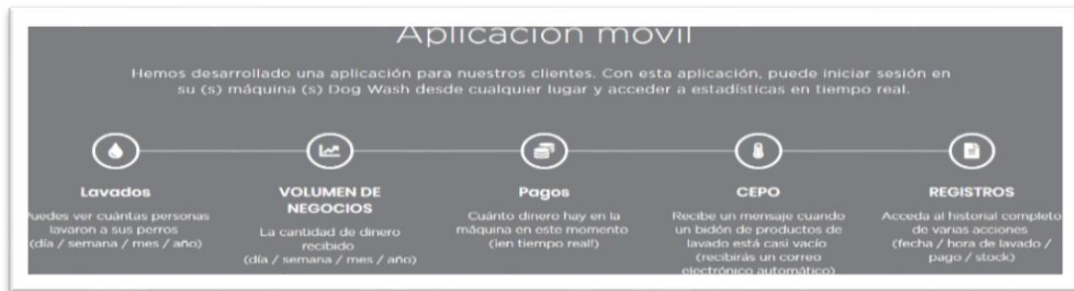 Aplicación móvil
Hemos desarrollado una aplicación para nuestros clientes. Con esta aplicación, puede iniciar sesión en
su (s) máquina (s) Dog Wash desde cualquier lugar y acceder a estadísticas en tiempo real.
Lavados
Puedes ver cuántas personas
lavaron a sus perros
(día / semana / mes / año)
VOLUMEN DE
NEGOCIOS
La cantidad de dinero
recibido
(día / semana / mes / año)
Pagos
Cuánto dinero hay en la
máquina en este momento
(¡en tiempo real!)
CEPO
Recibe un mensaje cuando
un bidón de productos de
lavado está casi vacío
(recibirás un correo
electrónico automático)
REGISTROS
Acceda al historial completo
de varias acciones
(fecha / hora de lavado /
pago / stock)